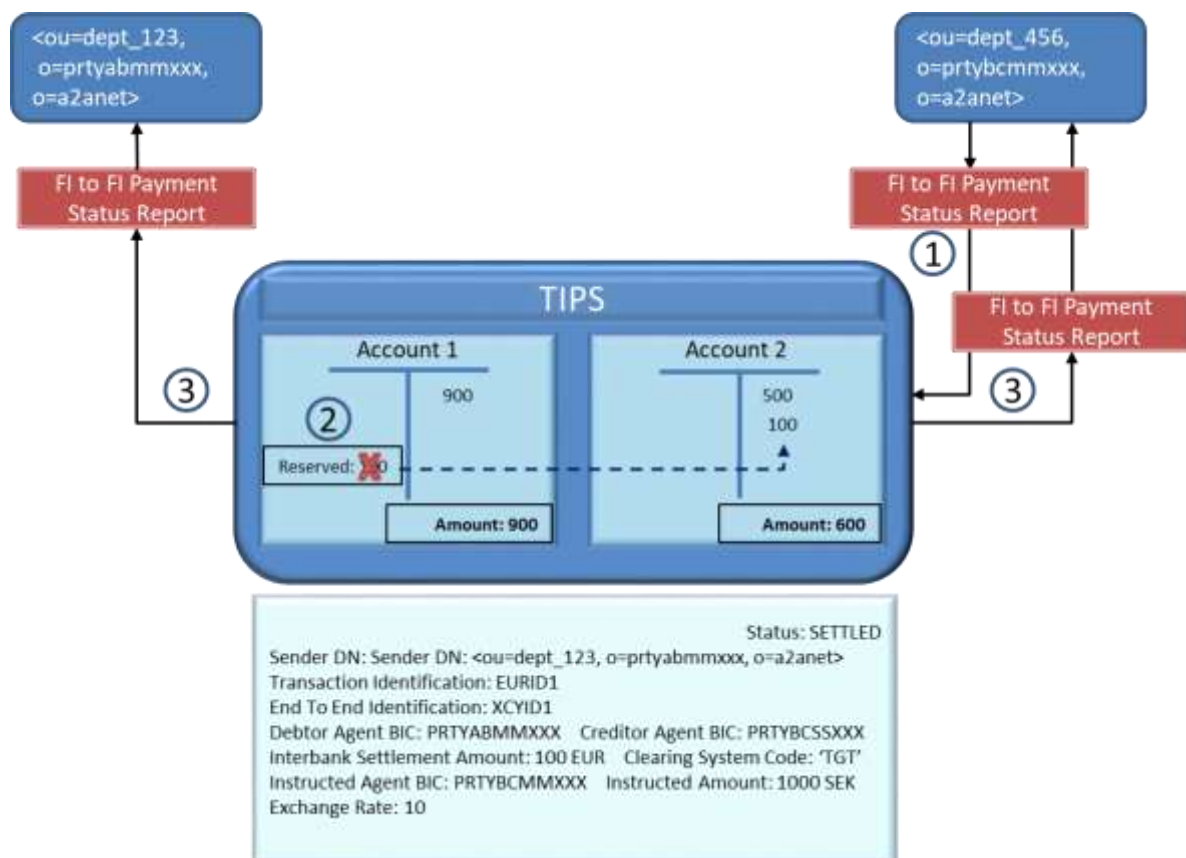 <ou=dept_123,
o=prtyabmmxxx,
o=a2anet>
<ou=dept_456,
o=prtybcmmxxx,
o=a2anet>
FI to FI Payment
Status Report
FI to FI Payment
Status Report
1
FI to FI Payment
Status Report
TIPS
Account 1
900
Account 2
500
100
3
2
3
Reserved:
Amount: 900
Amount: 600
Status: SETTLED
Sender DN: Sender DN: <ou=dept_123, o=prtyabmmxxx, o=a2anet>
Transaction Identification: EURID1
End To End Identification: XCYID1
Debtor Agent BIC: PRTYABMMXXX Creditor Agent BIC: PRTYBCSSXXX
Interbank Settlement Amount: 100 EUR Clearing System Code: ‘TGT’
Instructed Agent BIC: PRTYBCMMXXX Instructed Amount: 1000 SEK
Exchange Rate: 10